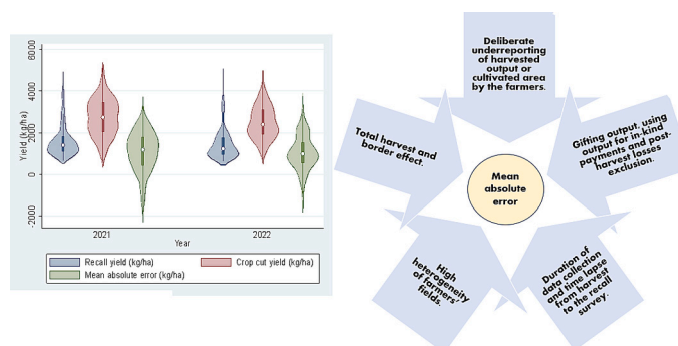 6000
4000
2000
0
-2000
Yield (kg/ha)
2021
2022
Year
Recall yield (kg/ha)
Crop cut yield (kg/ha)
Mean absolute error (kg/ha)
Deliberate
underreporting
of harvested
output or
cultivated area
by the farmers.
Total harvest and
border effect.
Gifting output, using
output for in-kind
payments and post-
harvest losses
exclusion.
Mean
absolute
error
High
heterogeneity
of farmers'
fields.
Duration of
data collection
and time lapse
from harvest
to the recall
survey.